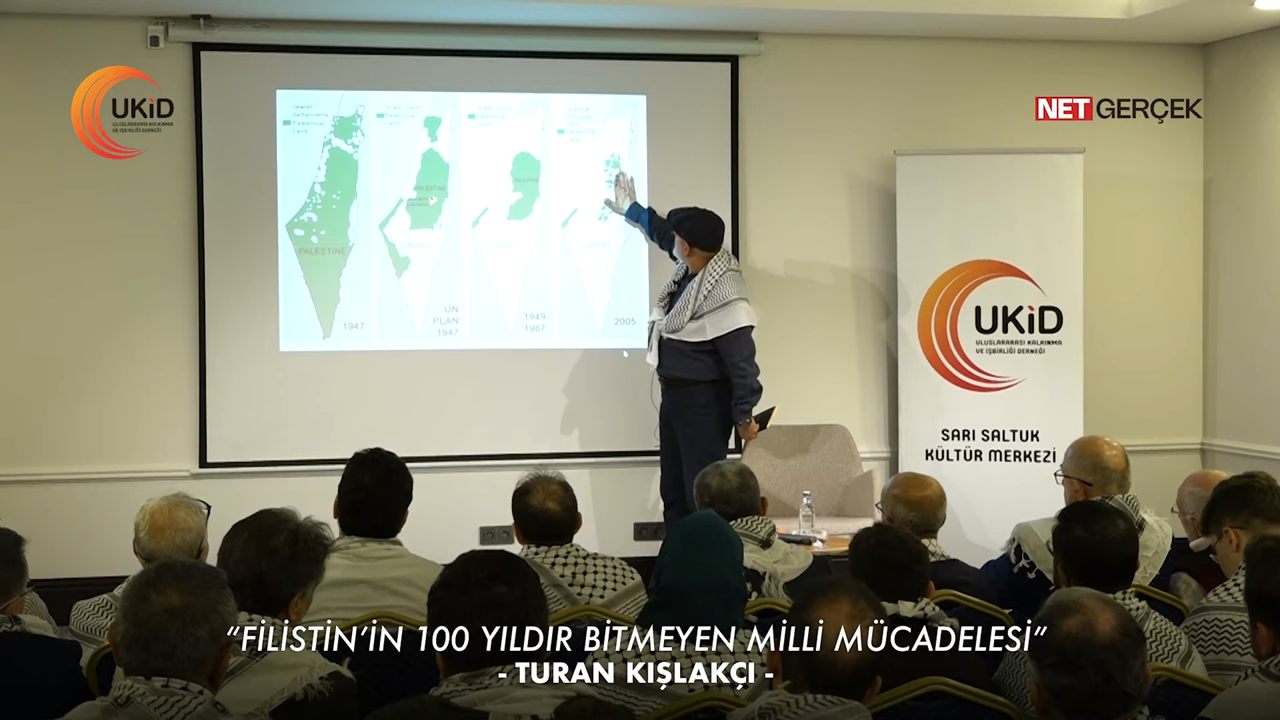 UKiD
ULUSLARARASI KALKINMA
VE İŞBİRLİĞİ DERNEĞİ
NET GERÇEK
PALESTINE
1947
PALESTINE
ISRAEL
UN
PLAN
1947
1949
1967
2005
UKiD
ULUSLARARASI KALKINMA
VE İŞBİRLİĞİ DERNEĞİ
SARI SALTUK
KÜLTÜR MERKEZİ
“FİLİSTİN’İN 100 YILDIR BİTMEYEN MİLLİ MÜCADELESİ“
- TURAN KIŞLAKÇI -